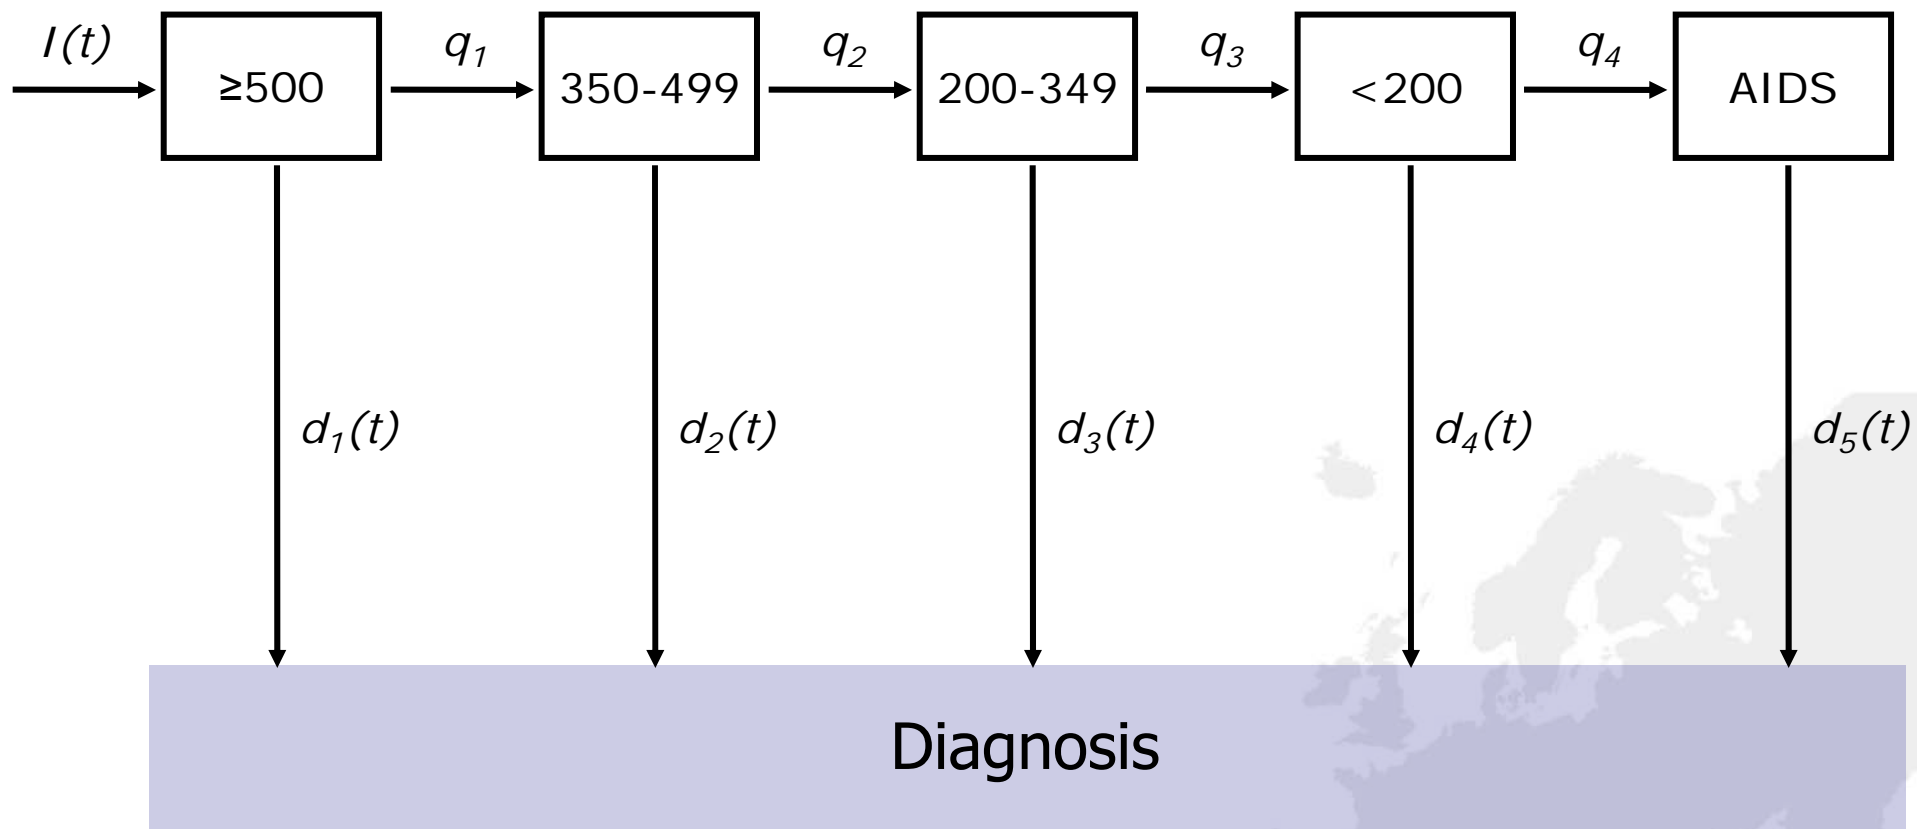 I(t) q₁ q₂ q₃ q₄
≥500 350-499 200-349 <200 AIDS
d₁(t) d₂(t) d₃(t) d₄(t) d₅(t)
Diagnosis